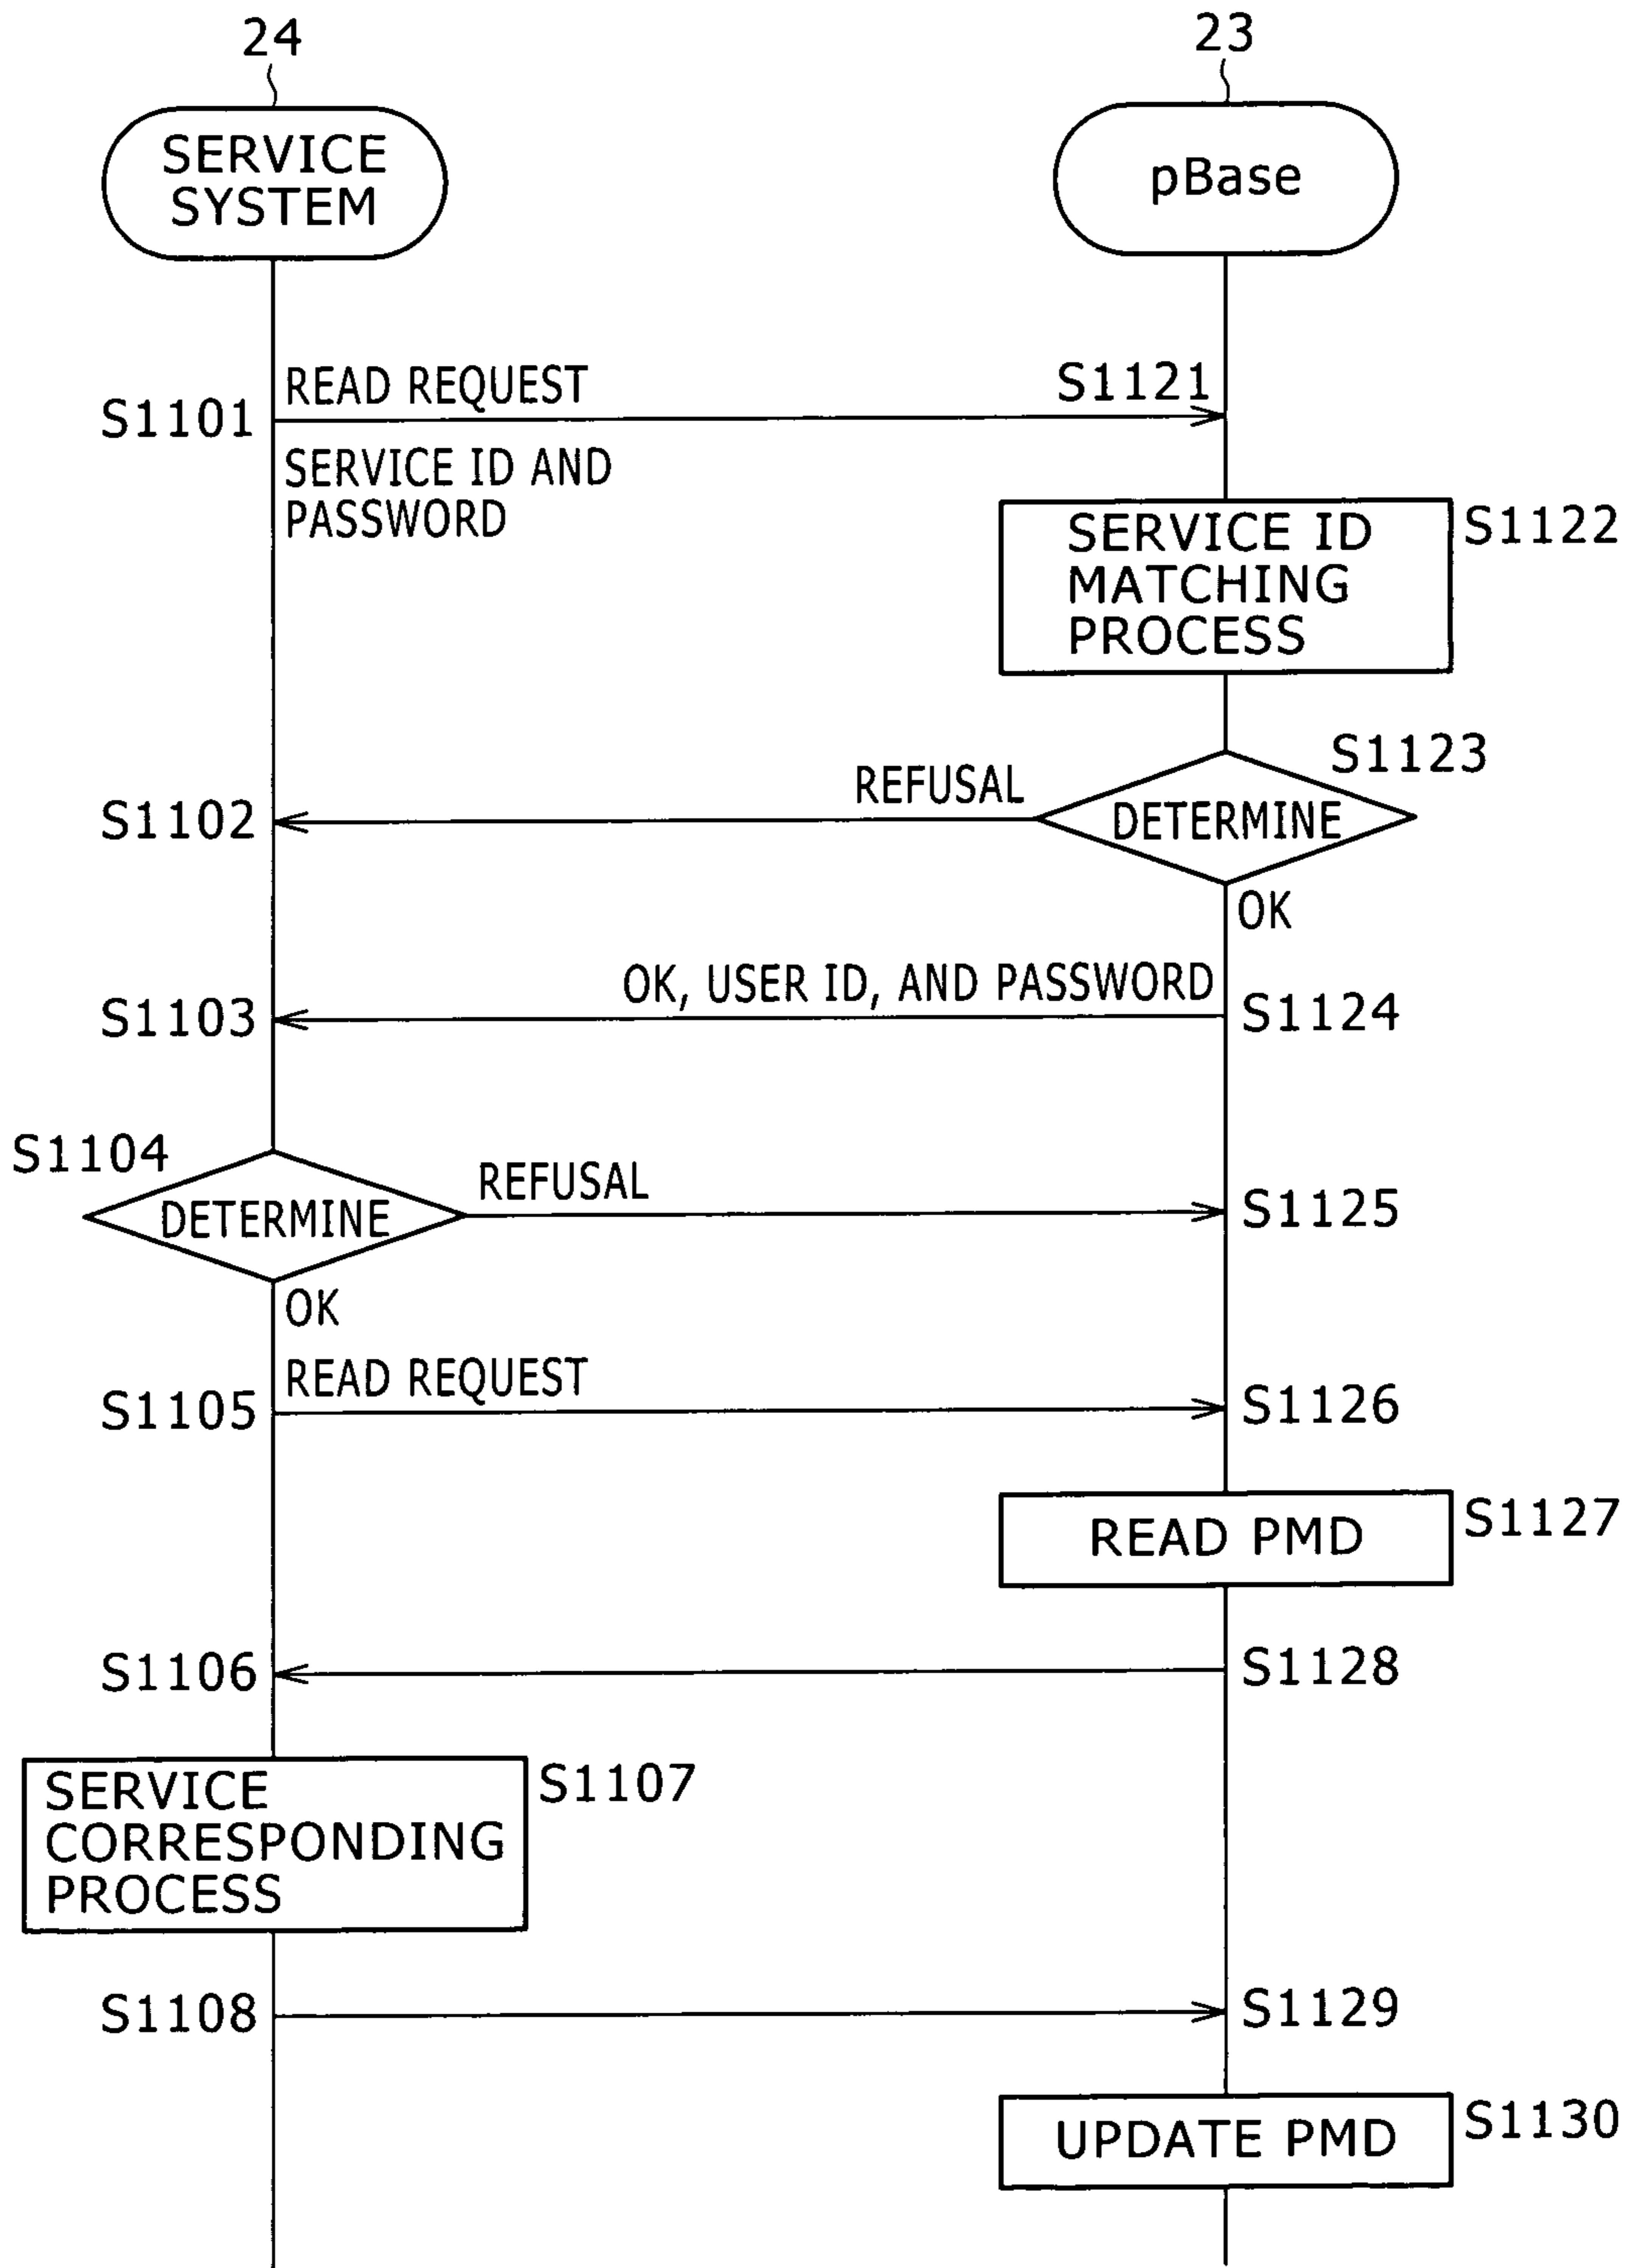 24
23
SERVICE
SYSTEM
pBase
READ REQUEST
S1121
S1101
SERVICE ID AND
PASSWORD
SERVICE ID
MATCHING
PROCESS
S1122
S1123
REFUSAL
S1102
DETERMINE
OK
OK, USER ID, AND PASSWORD
S1103
S1124
S1104
REFUSAL
DETERMINE
S1125
OK
READ REQUEST
S1105
S1126
READ PMD
S1127
S1106
S1128
SERVICE
CORRESPONDING
PROCESS
S1107
S1108
S1129
UPDATE PMD
S1130